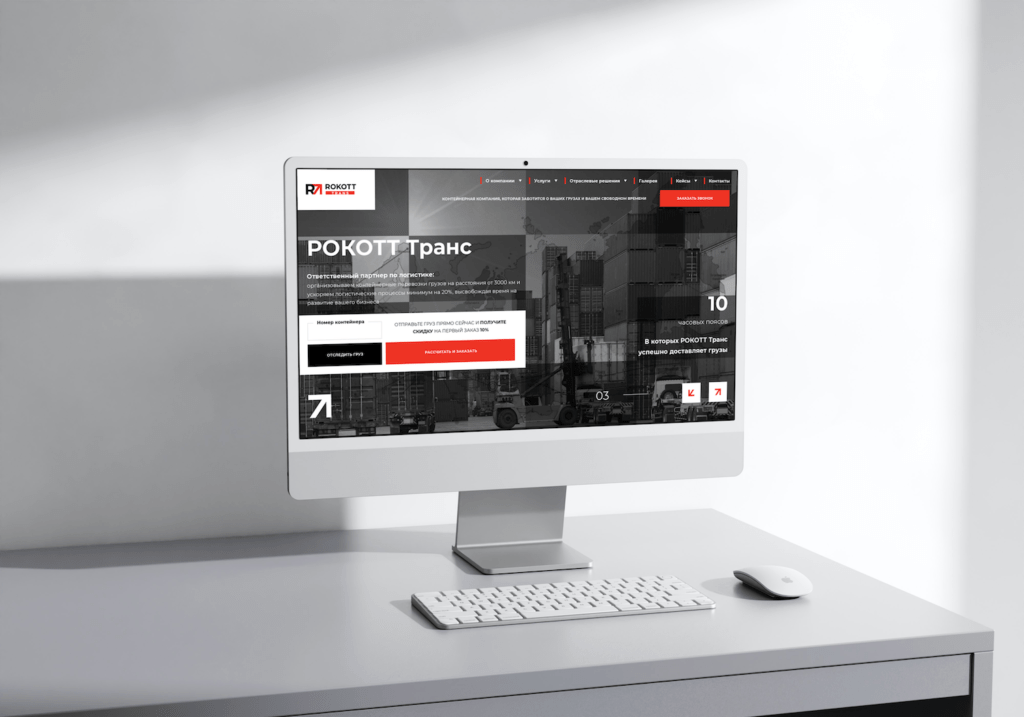 ROKOTT
ТРАНС
О компании
Услуги
Отраслевые решения
Галерея
Кейсы
Контакты
КОНТЕЙНЕРНАЯ КОМПАНИЯ, КОТОРАЯ ЗАБОТИТСЯ О ВАШИХ ГРУЗАХ И ВАШЕМ СВОБОДНОМ ВРЕМЕНИ
ЗАКАЗАТЬ ЗВОНОК
РОКОТТ Транс
Ответственный партнер по логистике:
организовываем контейнерные перевозки грузов на расстояния от 3000 км и
ускоряем логистические процессы минимум на 20%, высвобождая время на
развитие вашего бизнеса
Номер контейнера
ОТПРАВЬТЕ ГРУЗ ПРЯМО СЕЙЧАС И ПОЛУЧИТЕ
СКИДКУ НА ПЕРВЫЙ ЗАКАЗ 10%
ОТСЛЕДИТЬ ГРУЗ
РАССЧИТАТЬ И ЗАКАЗАТЬ
10
часовых поясов
В которых РОКОТТ Транс
успешно доставляет грузы
03